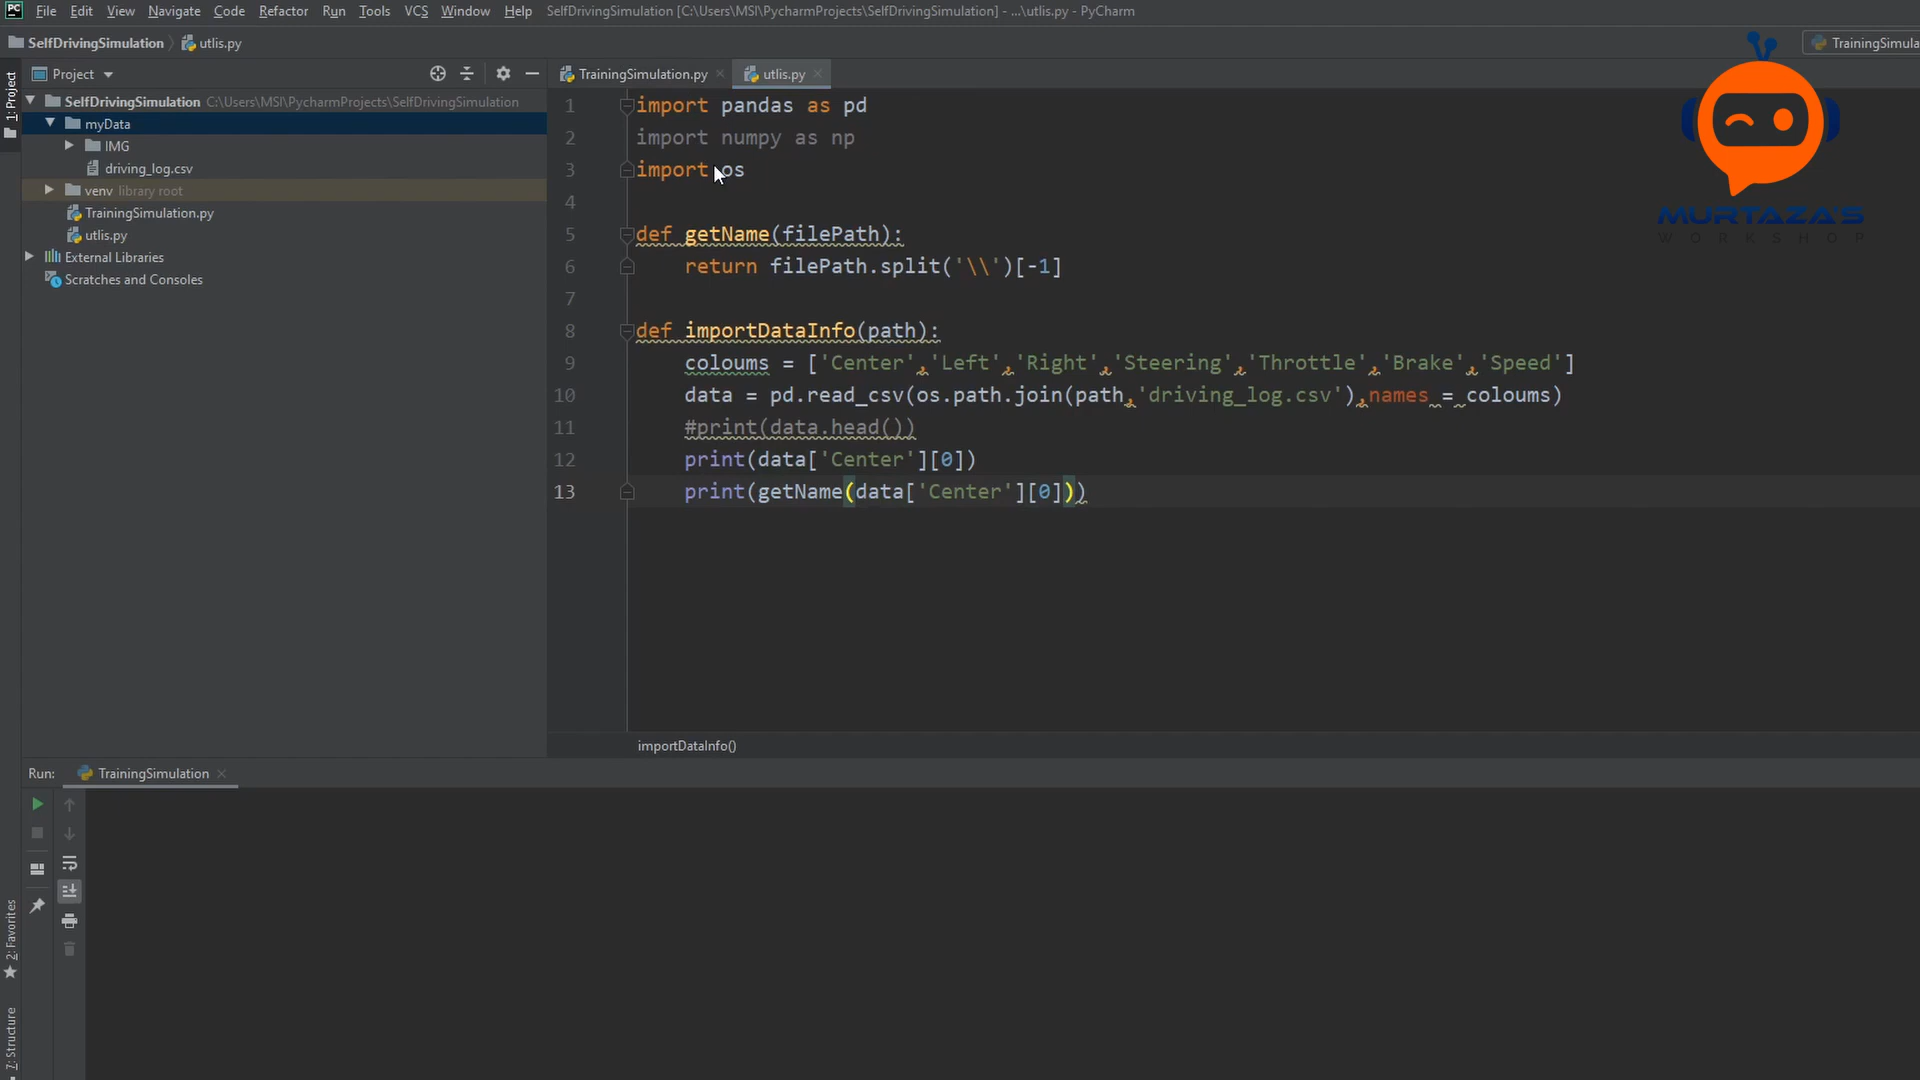 PC File Edit View Navigate Code Refactor Run Tools VCS Window Help SelfDrivingSimulation [C:\Users\MSI\PycharmProjects\SelfDrivingSimulation] - ...\utlis.py - PyCharm
SelfDrivingSimulation utlis.py
TrainingSimula
1: Project
Project
TrainingSimulation.py
utlis.py
SelfDrivingSimulation C:\Users\MSI\PycharmProjects\SelfDrivingSimulation
myData
IMG
driving_log.csv
venv library root
TrainingSimulation.py
utlis.py
External Libraries
Scratches and Consoles
1 import pandas as pd
2 import numpy as np
3 import os
4
5 def getName(filePath):
6 return filePath.split('\\')[-1]
7
8 def importDataInfo(path):
9 coloums = ['Center','Left','Right','Steering','Throttle','Brake','Speed']
10 data = pd.read_csv(os.path.join(path,'driving_log.csv'),names = coloums)
11 #print(data.head())
12 print(data['Center'][0])
13 print(getName(data['Center'][0]))
MURTAZA'S
WORKSHOP
importDataInfo()
Run: TrainingSimulation
2: Favorites
7: Structure